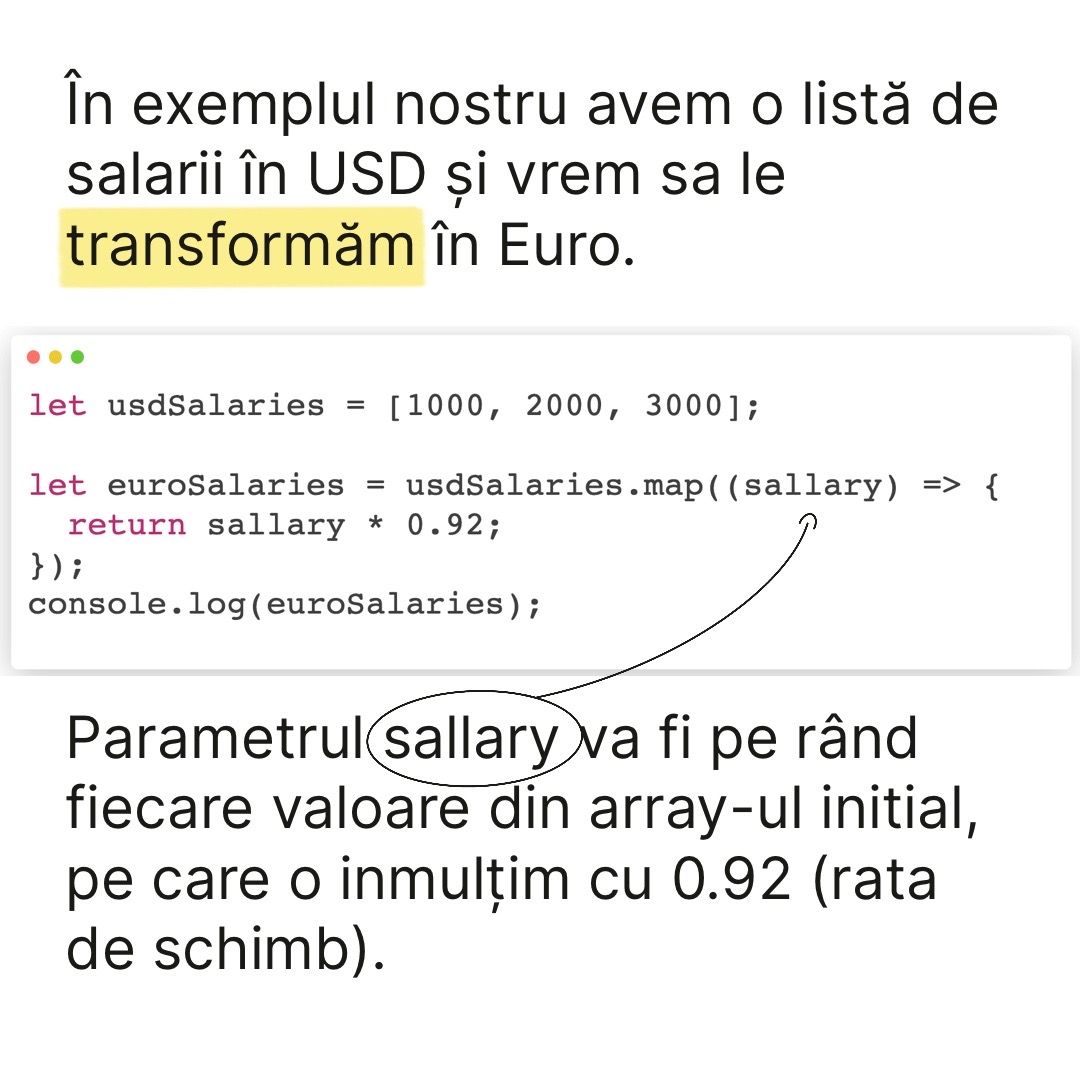 În exemplul nostru avem o listă de
salarii în USD și vrem sa le
transformăm în Euro.
let usdSalaries = [1000, 2000, 3000];
let euroSalaries = usdSalaries.map((sallary) => {
  return sallary * 0.92;
});
console.log(euroSalaries);
Parametrul sallary va fi pe rând
fiecare valoare din array-ul initial,
pe care o inmulțim cu 0.92 (rata
de schimb).